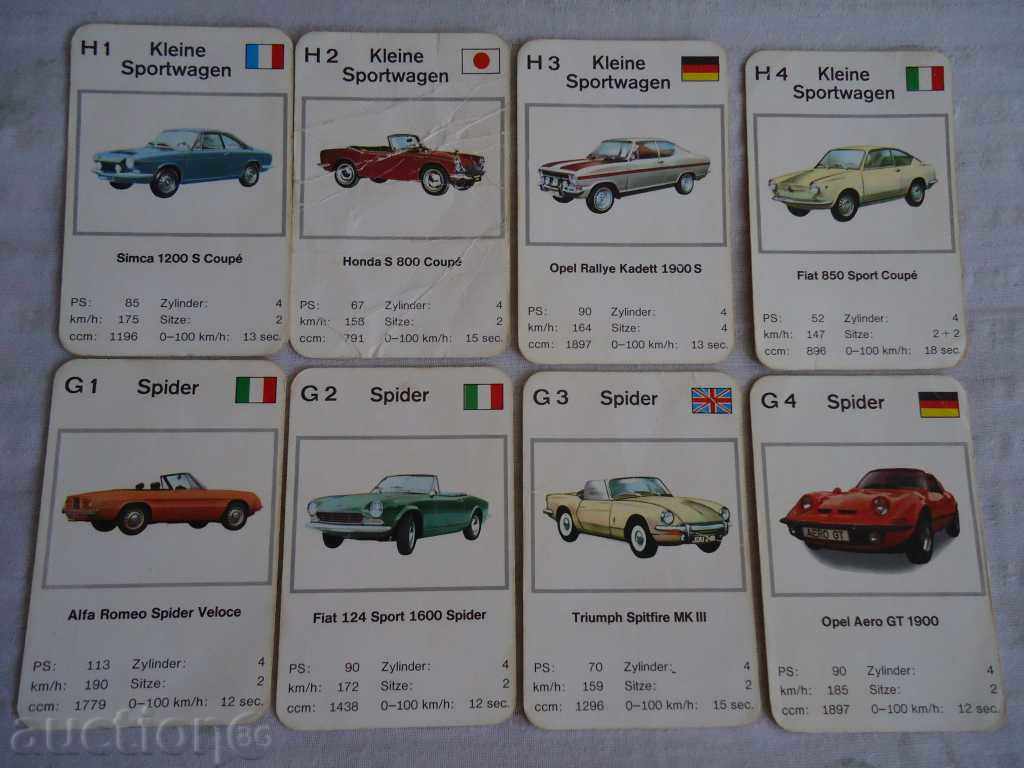 H 1 Kleine
Sportwagen
Simca 1200 S Coupé
PS: 85 Zylinder: 4
km/h: 175 Sitze: 2
ccm: 1196 0–100 km/h: 13 sec.
H 2 Kleine
Sportwagen
Honda S 800 Coupé
PS: 67 Zylinder: 4
km/h: 158 Sitze: 2
ccm: 791 0–100 km/h: 15 sec.
H 3 Kleine
Sportwagen
Opel Rallye Kadett 1900 S
PS: 90 Zylinder: 4
km/h: 164 Sitze: 4
ccm: 1897 0–100 km/h: 13 sec.
H 4 Kleine
Sportwagen
Fiat 850 Sport Coupé
PS: 52 Zylinder: 4
km/h: 147 Sitze: 2 + 2
ccm: 896 0–100 km/h: 18 sec.
G 1 Spider
Alfa Romeo Spider Veloce
PS: 113 Zylinder: 4
km/h: 190 Sitze: 2
ccm: 1779 0–100 km/h: 12 sec.
G 2 Spider
Fiat 124 Sport 1600 Spider
PS: 90 Zylinder: 4
km/h: 172 Sitze: 2
ccm: 1438 0–100 km/h: 12 sec.
G 3 Spider
Triumph Spitfire MK III
PS: 70 Zylinder: 4
km/h: 159 Sitze: 2
ccm: 1296 0–100 km/h: 15 sec.
G 4 Spider
AERO GT
Opel Aero GT 1900
PS: 90 Zylinder: 4
km/h: 185 Sitze: 2
ccm: 1897 0–100 km/h: 12 sec.
auction86